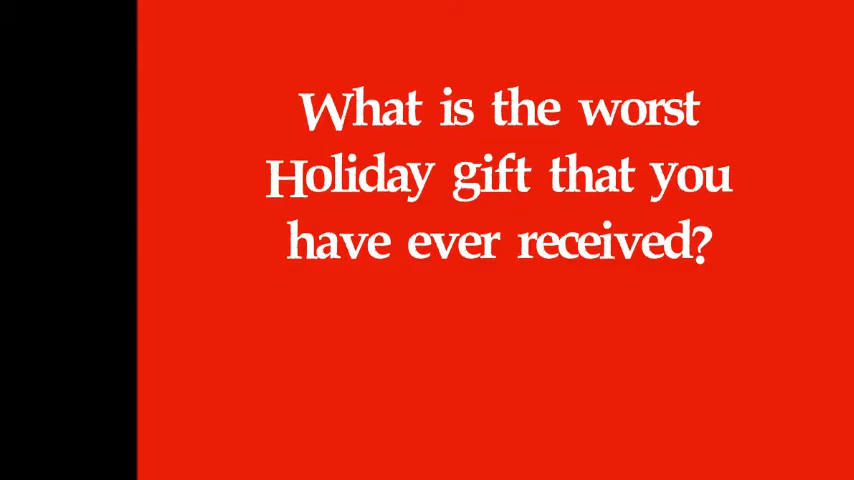 What is the worst
Holiday gift that you
have ever received?